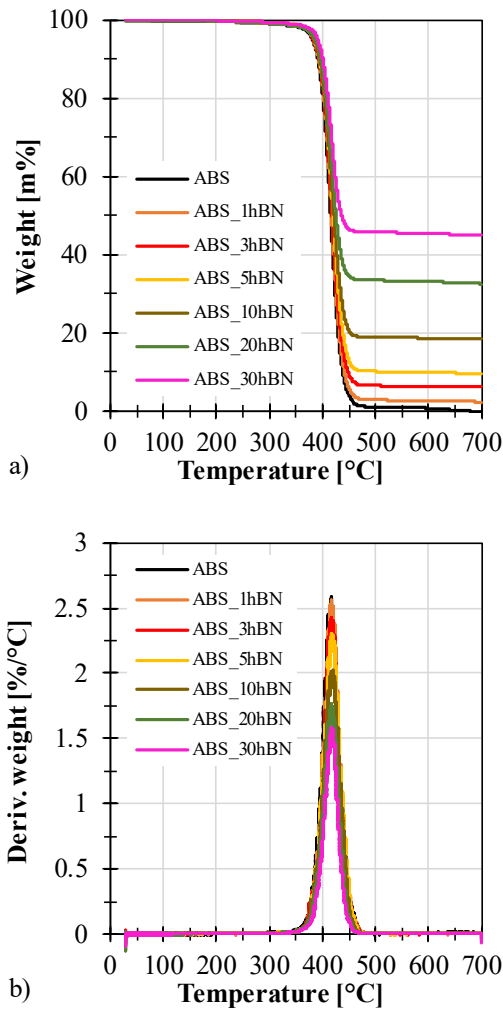 100
80
60
40
20
0
Weight [m%]
ABS
ABS_1hBN
ABS_3hBN
ABS_5hBN
ABS_10hBN
ABS_20hBN
ABS_30hBN
0 100 200 300 400 500 600 700
a) Temperature [°C]
3
2.5
2
1.5
1
0.5
0
Deriv. weight [%/°C]
ABS
ABS_1hBN
ABS_3hBN
ABS_5hBN
ABS_10hBN
ABS_20hBN
ABS_30hBN
0 100 200 300 400 500 600 700
b) Temperature [°C]